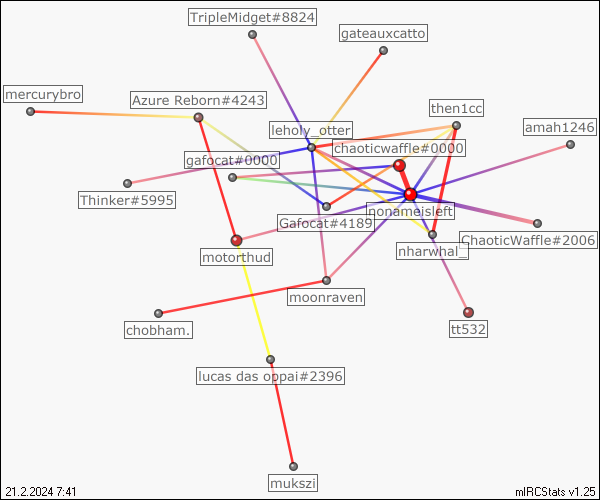 TripleMidget#8824
gateauxcatto
mercurybro
Azure Reborn#4243
then1cc
amah1246
leholy_otter
chaoticwaffle#0000
gafocat#0000
Thinker#5995
nonameisleft
Gafocat#4189
ChaoticWaffle#2006
motorthud
nharwhal_
moonraven
chobham.
tt532
lucas das oppai#2396
mukszi
21.2.2024 7:41
mIRCStats v1.25